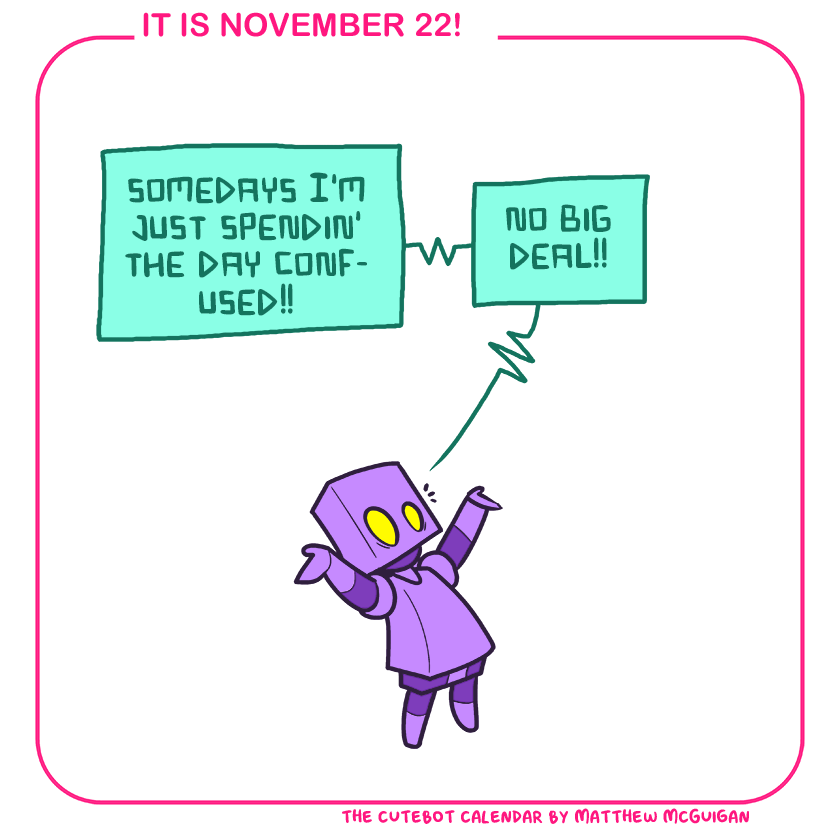 IT IS NOVEMBER 22!
SOMEDAYS I'M
JUST SPENDIN'
THE DAY CONF-
USED!!
NO BIG
DEAL!!
THE CUTEBOT CALENDAR BY MATTHEW MCGUIGAN